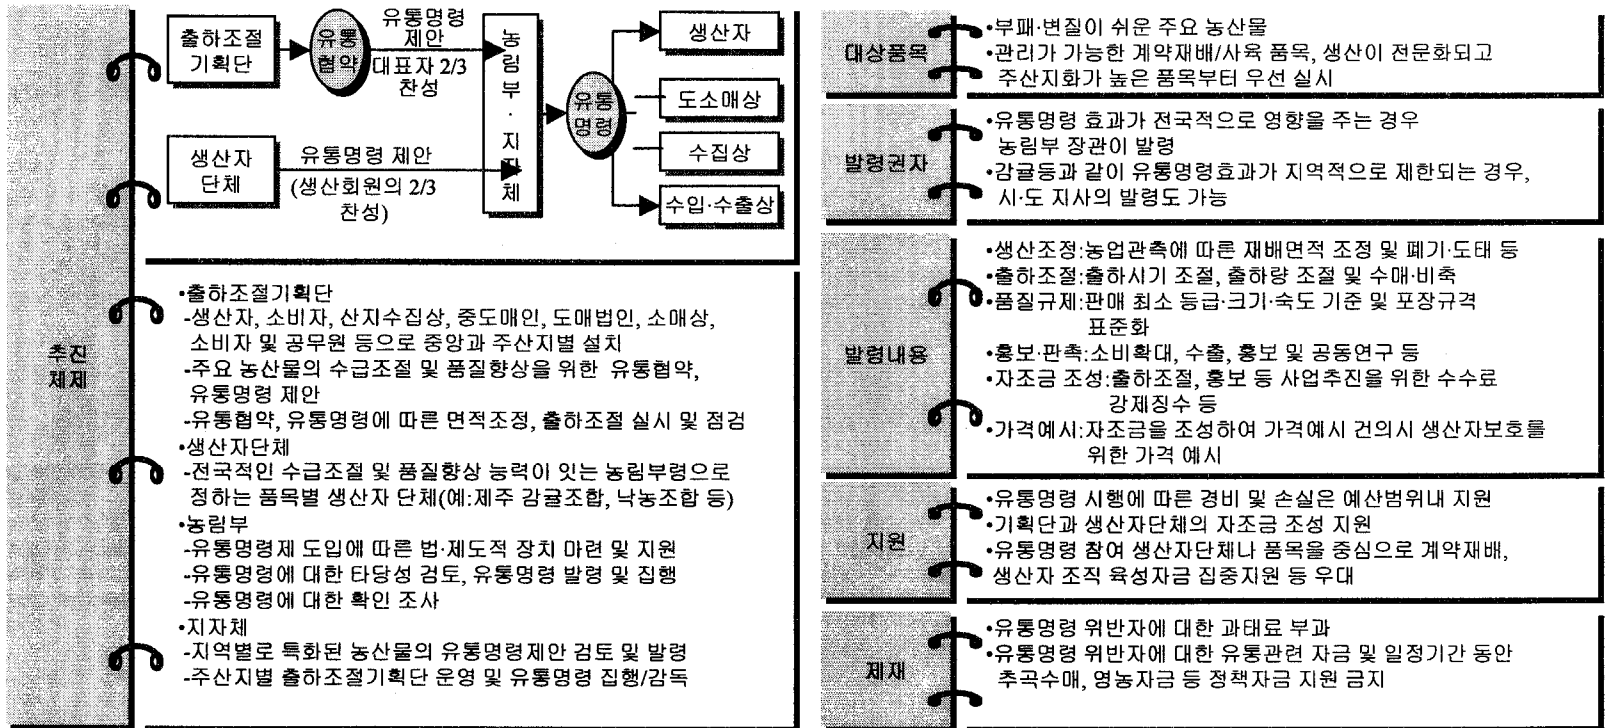 추진
체제
출하조절
기획단
유통
협약
유통명령
제안
대표자 2/3
찬성
생산자
단체
유통명령 제안
(생산회원의 2/3
찬성)
농
림
부
·
지
자
체
유통
명령
생산자
도소매상
수집상
수입·수출상
•출하조절기획단
-생산자, 소비자, 산지수집상, 중도매인, 도매법인, 소매상,
소비자 및 공무원 등으로 중앙과 주산지별 설치
-주요 농산물의 수급조절 및 품질향상을 위한 유통협약,
유통명령 제안
-유통협약, 유통명령에 따른 면적조정, 출하조절 실시 및 점검
•생산자단체
-전국적인 수급조절 및 품질향상 능력이 잇는 농림부령으로
정하는 품목별 생산자 단체(예:제주 감귤조합, 낙농조합 등)
•농림부
-유통명령제 도입에 따른 법·제도적 장치 마련 및 지원
-유통명령에 대한 타당성 검토, 유통명령 발령 및 집행
-유통명령에 대한 확인 조사
•지자체
-지역별로 특화된 농산물의 유통명령제안 검토 및 발령
-주산지별 출하조절기획단 운영 및 유통명령 집행/감독
대상품목
•부패·변질이 쉬운 주요 농산물
•관리가 가능한 계약재배/사육 품목, 생산이 전문화되고
주산지화가 높은 품목부터 우선 실시
발령권자
•유통명령 효과가 전국적으로 영향을 주는 경우
농림부 장관이 발령
•감귤등과 같이 유통명령효과가 지역적으로 제한되는 경우,
시·도 지사의 발령도 가능
발령내용
•생산조정:농업관측에 따른 재배면적 조정 및 폐기·도태 등
•출하조절:출하시기 조절, 출하량 조절 및 수매·비축
•품질규제:판매 최소 등급·크기·숙도 기준 및 포장규격
표준화
•홍보·판촉:소비확대, 수출, 홍보 및 공동연구 등
•자조금 조성:출하조절, 홍보 등 사업추진을 위한 수수료
강제징수 등
•가격예시:자조금을 조성하여 가격예시 건의시 생산자보호를
위한 가격 예시
지원
•유통명령 시행에 따른 경비 및 손실은 예산범위내 지원
•기획단과 생산자단체의 자조금 조성 지원
•유통명령 참여 생산자단체나 품목을 중심으로 계약재배,
생산자 조직 육성자금 집중지원 등 우대
제재
•유통명령 위반자에 대한 과태료 부과
•유통명령 위반자에 대한 유통관련 자금 및 일정기간 동안
추곡수매, 영농자금 등 정책자금 지원 금지